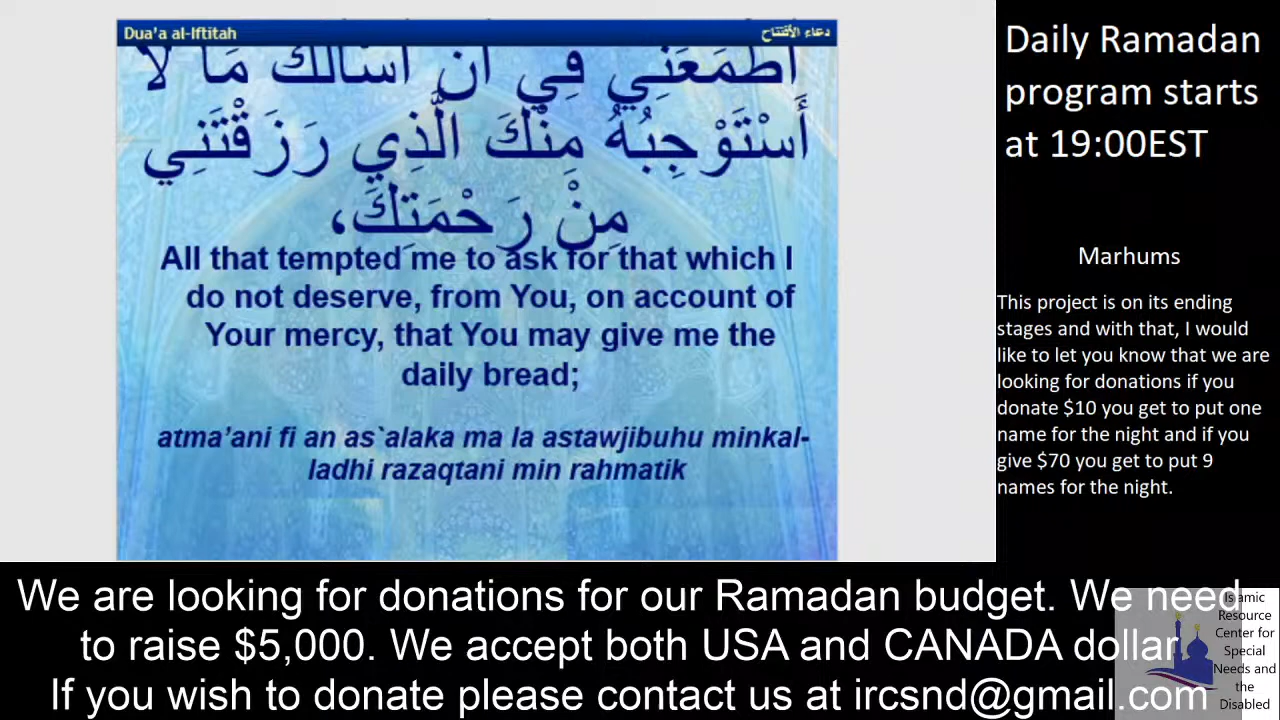 Dua'a al-Iftitah
دعاء الأفتتاح
أَطْمَعَنِي فِي أَنْ أَسْأَلَكَ مَا لَا
أَسْتَوْجِبُهُ مِنْكَ الَّذِي رَزَقْتَنِي
مِنْ رَحْمَتِكَ،
All that tempted me to ask for that which I
do not deserve, from You, on account of
Your mercy, that You may give me the
daily bread;
atma'ani fi an as`alaka ma la astawjibuhu minkal-
ladhi razaqtani min rahmatik
Daily Ramadan
program starts
at 19:00EST
Marhums
This project is on its ending
stages and with that, I would
like to let you know that we are
looking for donations if you
donate $10 you get to put one
name for the night and if you
give $70 you get to put 9
names for the night.
We are looking for donations for our Ramadan budget. We need
to raise $5,000. We accept both USA and CANADA dollar
If you wish to donate please contact us at ircsnd@gmail.com
Islamic
Resource
Center for
Special
Needs and
the
Disabled